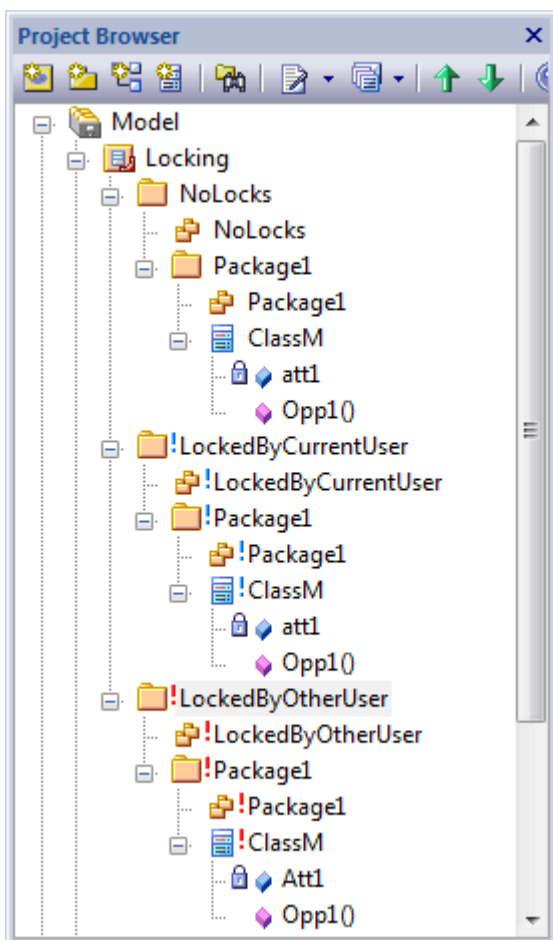 Project Browser
Model
Locking
NoLocks
NoLocks
Package1
Package1
ClassM
att1
Opp1()
!LockedByCurrentUser
!LockedByCurrentUser
!Package1
!Package1
!ClassM
att1
Opp1()
!LockedByOtherUser
!LockedByOtherUser
!Package1
!Package1
!ClassM
Att1
Opp1()